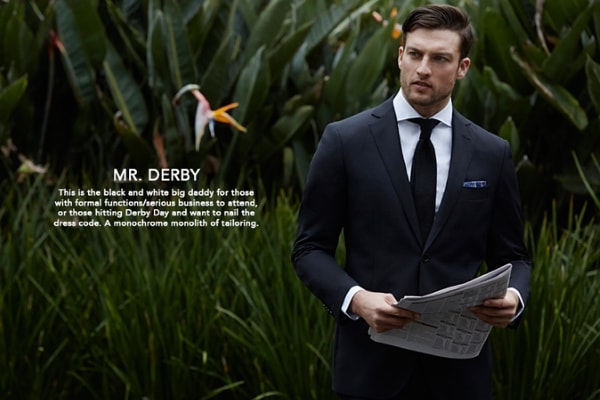 MR. DERBY
This is the black and white big daddy for those
with formal functions/serious business to attend,
or those hitting Derby Day and want to nail the
dress code. A monochrome monolith of tailoring.